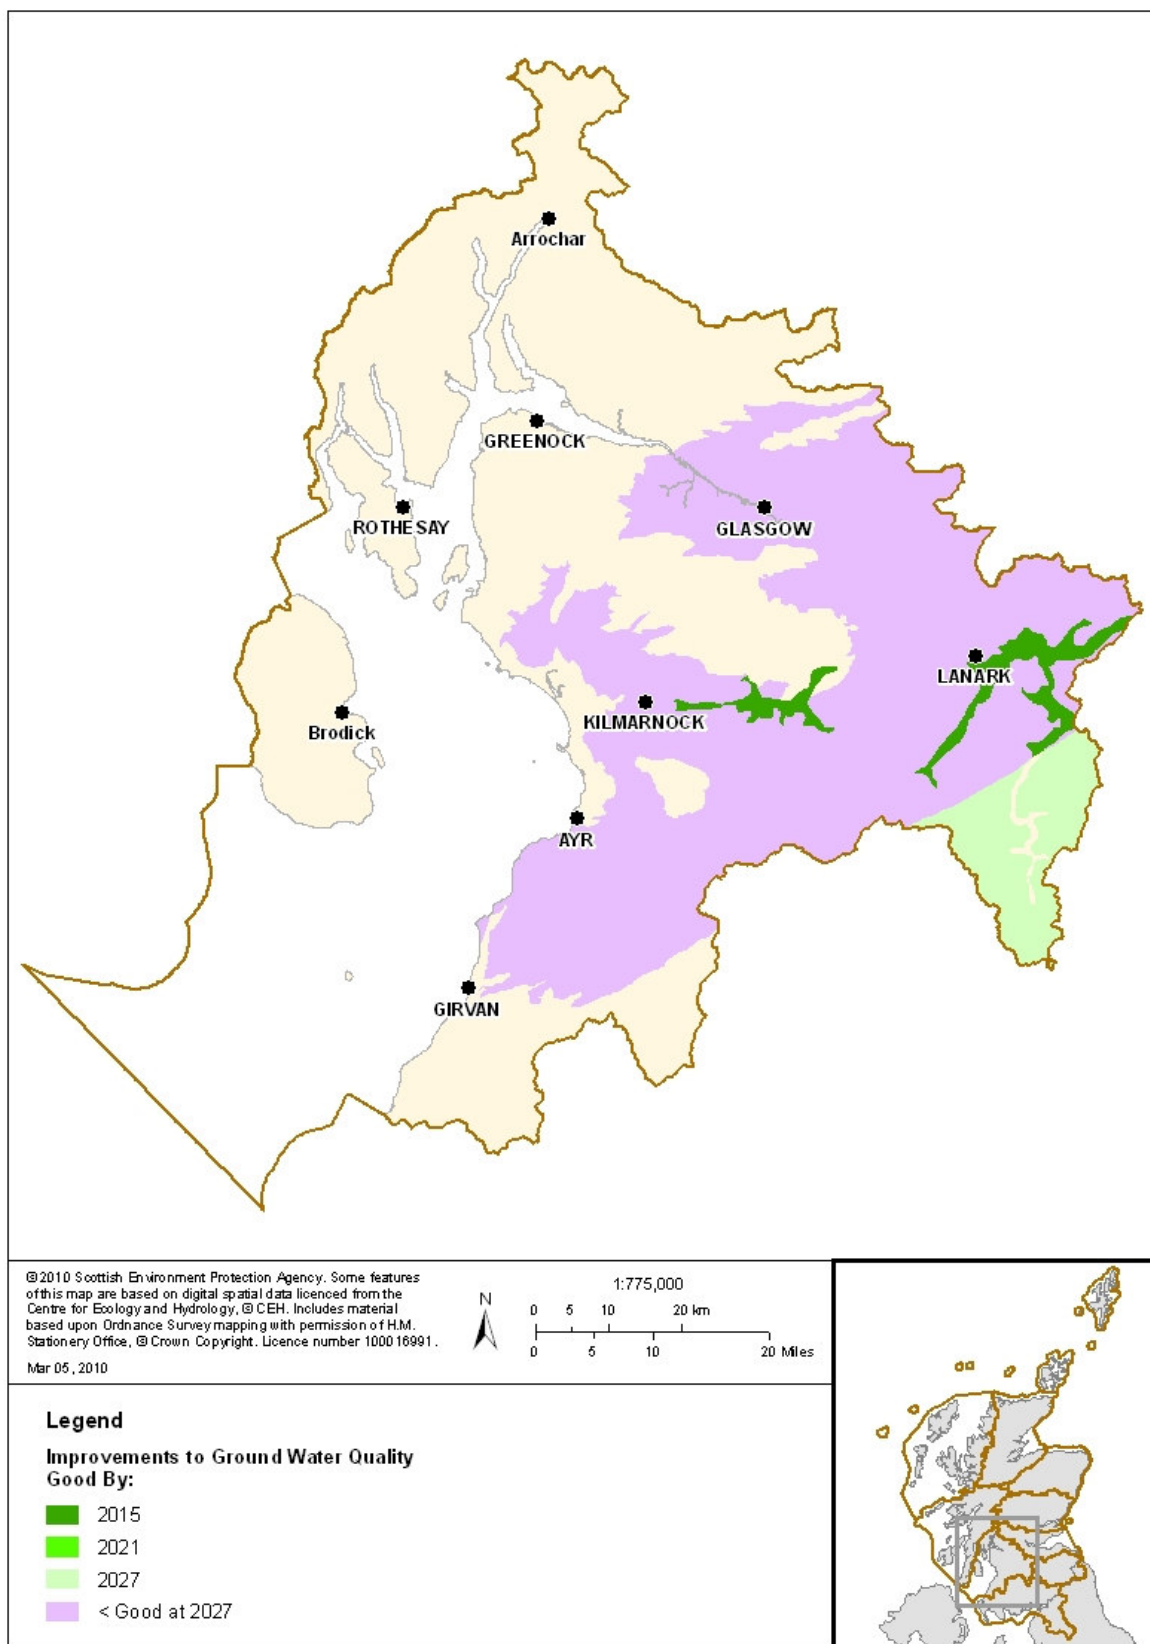 Arrochar
GREENOCK
ROTHESAY
GLASGOW
LANARK
KILMARNOCK
Brodick
AYR
GIRVAN
©2010 Scottish Environment Protection Agency. Some features
of this map are based on digital spatial data licenced from the
Centre for Ecology and Hydrology, © CEH. Includes material
based upon Ordnance Survey mapping with permission of H.M.
Stationery Office, © Crown Copyright. Licence number 100016991.
Mar 05, 2010
N
1:775,000
0 5 10 20 km
0 5 10 20 Miles
Legend
Improvements to Ground Water Quality
Good By:
2015
2021
2027
< Good at 2027